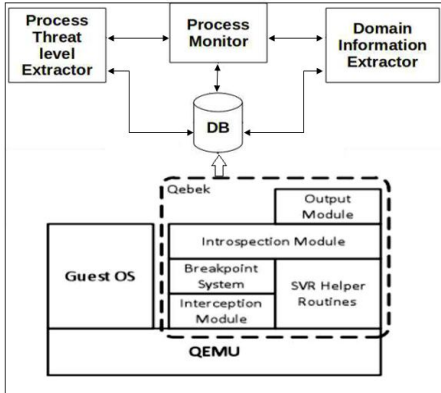 Process
Threat
level
Extractor
Process
Monitor
Domain
Information
Extractor
DB
Qebek
Output
Module
Introspection Module
Guest OS
Breakpoint
System
SVR Helper
Routines
Interception
Module
QEMU